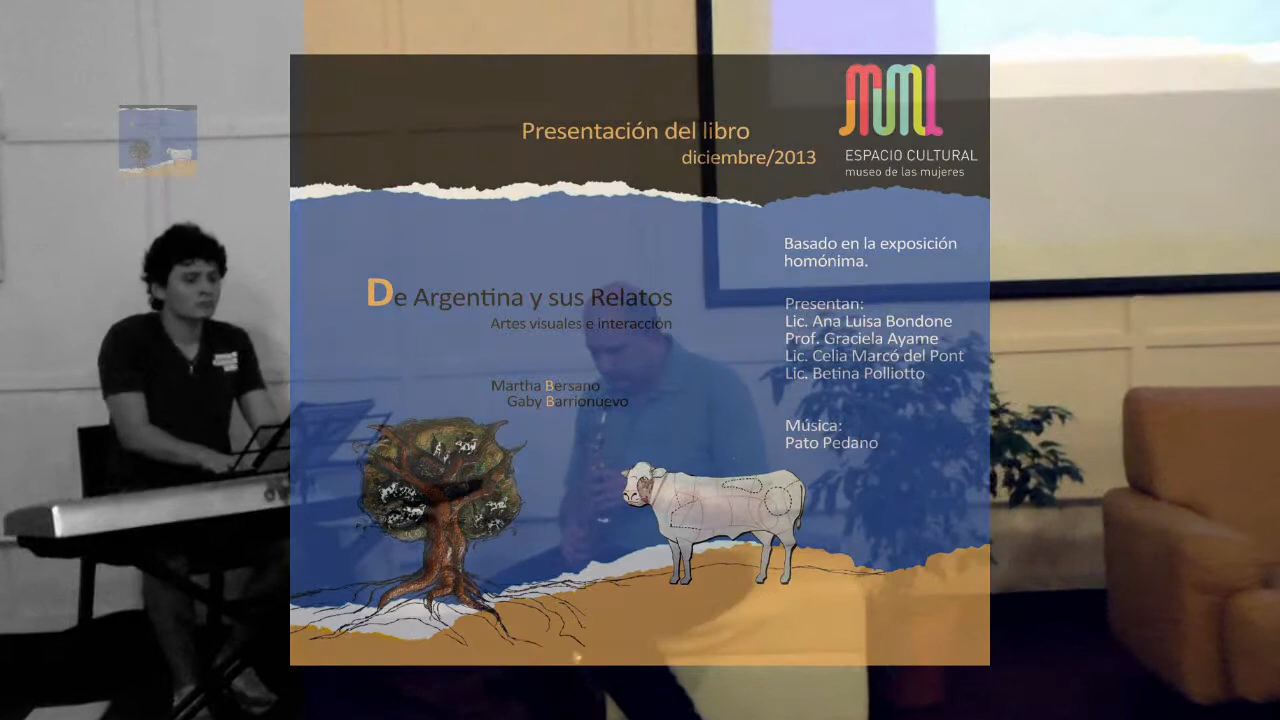 Presentación del libro
diciembre/2013
MUML
ESPACIO CULTURAL
museo de las mujeres
Basado en la exposición
homónima.
De Argentina y sus Relatos
Artes visuales e interacción
Presentan:
Lic. Ana Luisa Bondone
Prof. Graciela Ayame
Lic. Celia Marcó del Pont
Lic. Betina Polliotto
Martha Bersano
Gaby Barrionuevo
Música:
Pato Pedano